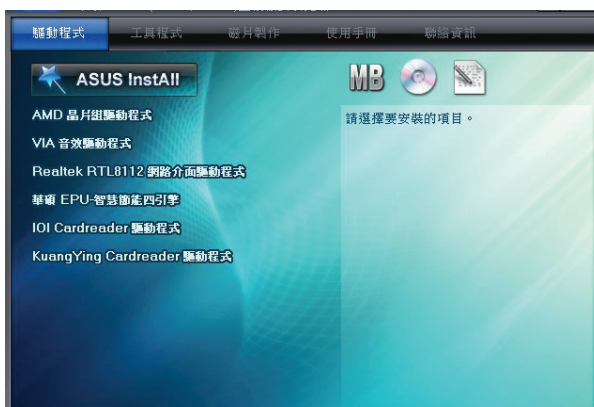 驅動程式 工具程式 磁片製作 使用手冊 聯絡資訊
ASUS InstAll
MB
AMD 晶片組驅動程式
請選擇要安裝的項目。
VIA 音效驅動程式
Realtek RTL8112 網路介面驅動程式
華碩 EPU-智慧節能四引擎
IOI Cardreader 驅動程式
KuangYing Cardreader 驅動程式